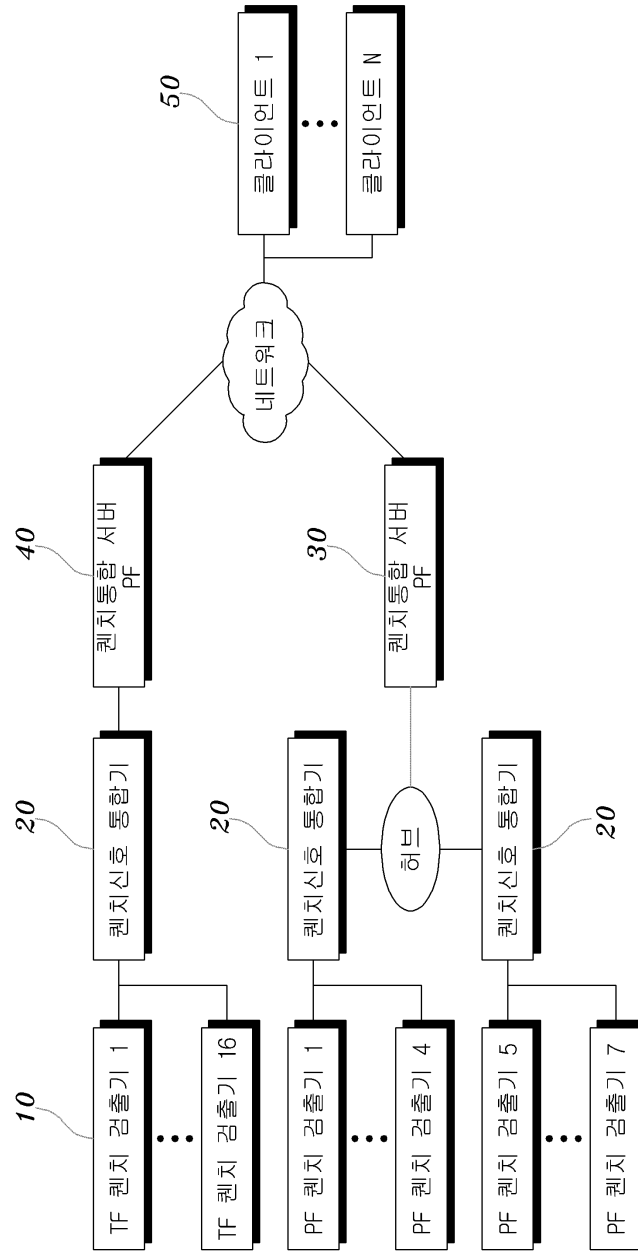 10
20
40
TF 퀜치 검출기 1
퀜치신호 통합기
퀜치통합 서버
PF
50
TF 퀜치 검출기 16
20
네트워크
클라이언트 1
PF 퀜치 검출기 1
퀜치신호 통합기
30
클라이언트 N
PF 퀜치 검출기 4
허브
퀜치통합 서버
PF
PF 퀜치 검출기 5
퀜치신호 통합기
PF 퀜치 검출기 7
20